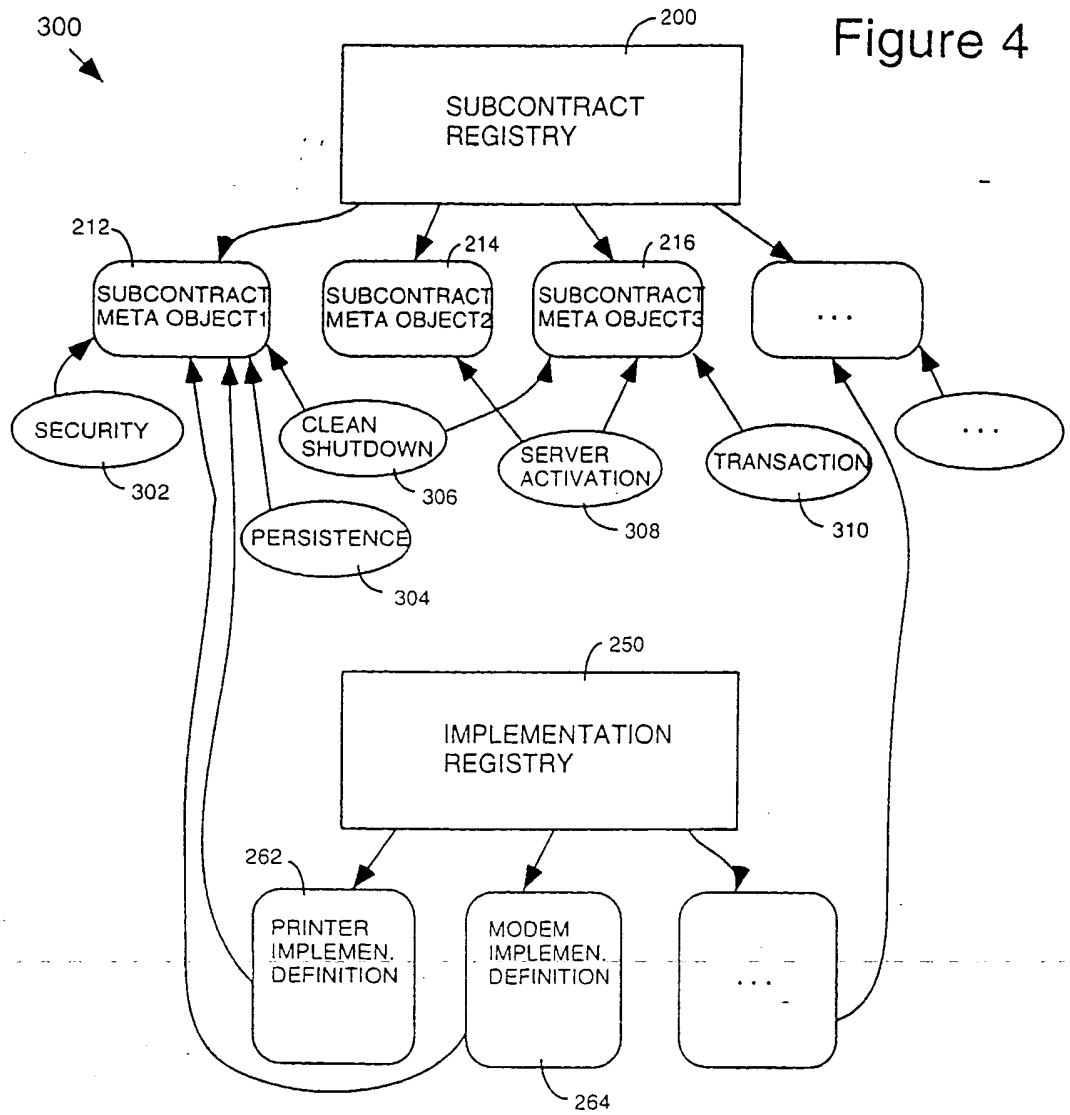 300
200
Figure 4
SUBCONTRACT
REGISTRY
212
214
216
SUBCONTRACT
META OBJECT1
SUBCONTRACT
META OBJECT2
SUBCONTRACT
META OBJECT3
...
SECURITY
302
CLEAN
SHUTDOWN
306
SERVER
ACTIVATION
308
TRANSACTION
310
...
PERSISTENCE
304
250
IMPLEMENTATION
REGISTRY
262
PRINTER
IMPLEMEN.
DEFINITION
MODEM
IMPLEMEN.
DEFINITION
...
264